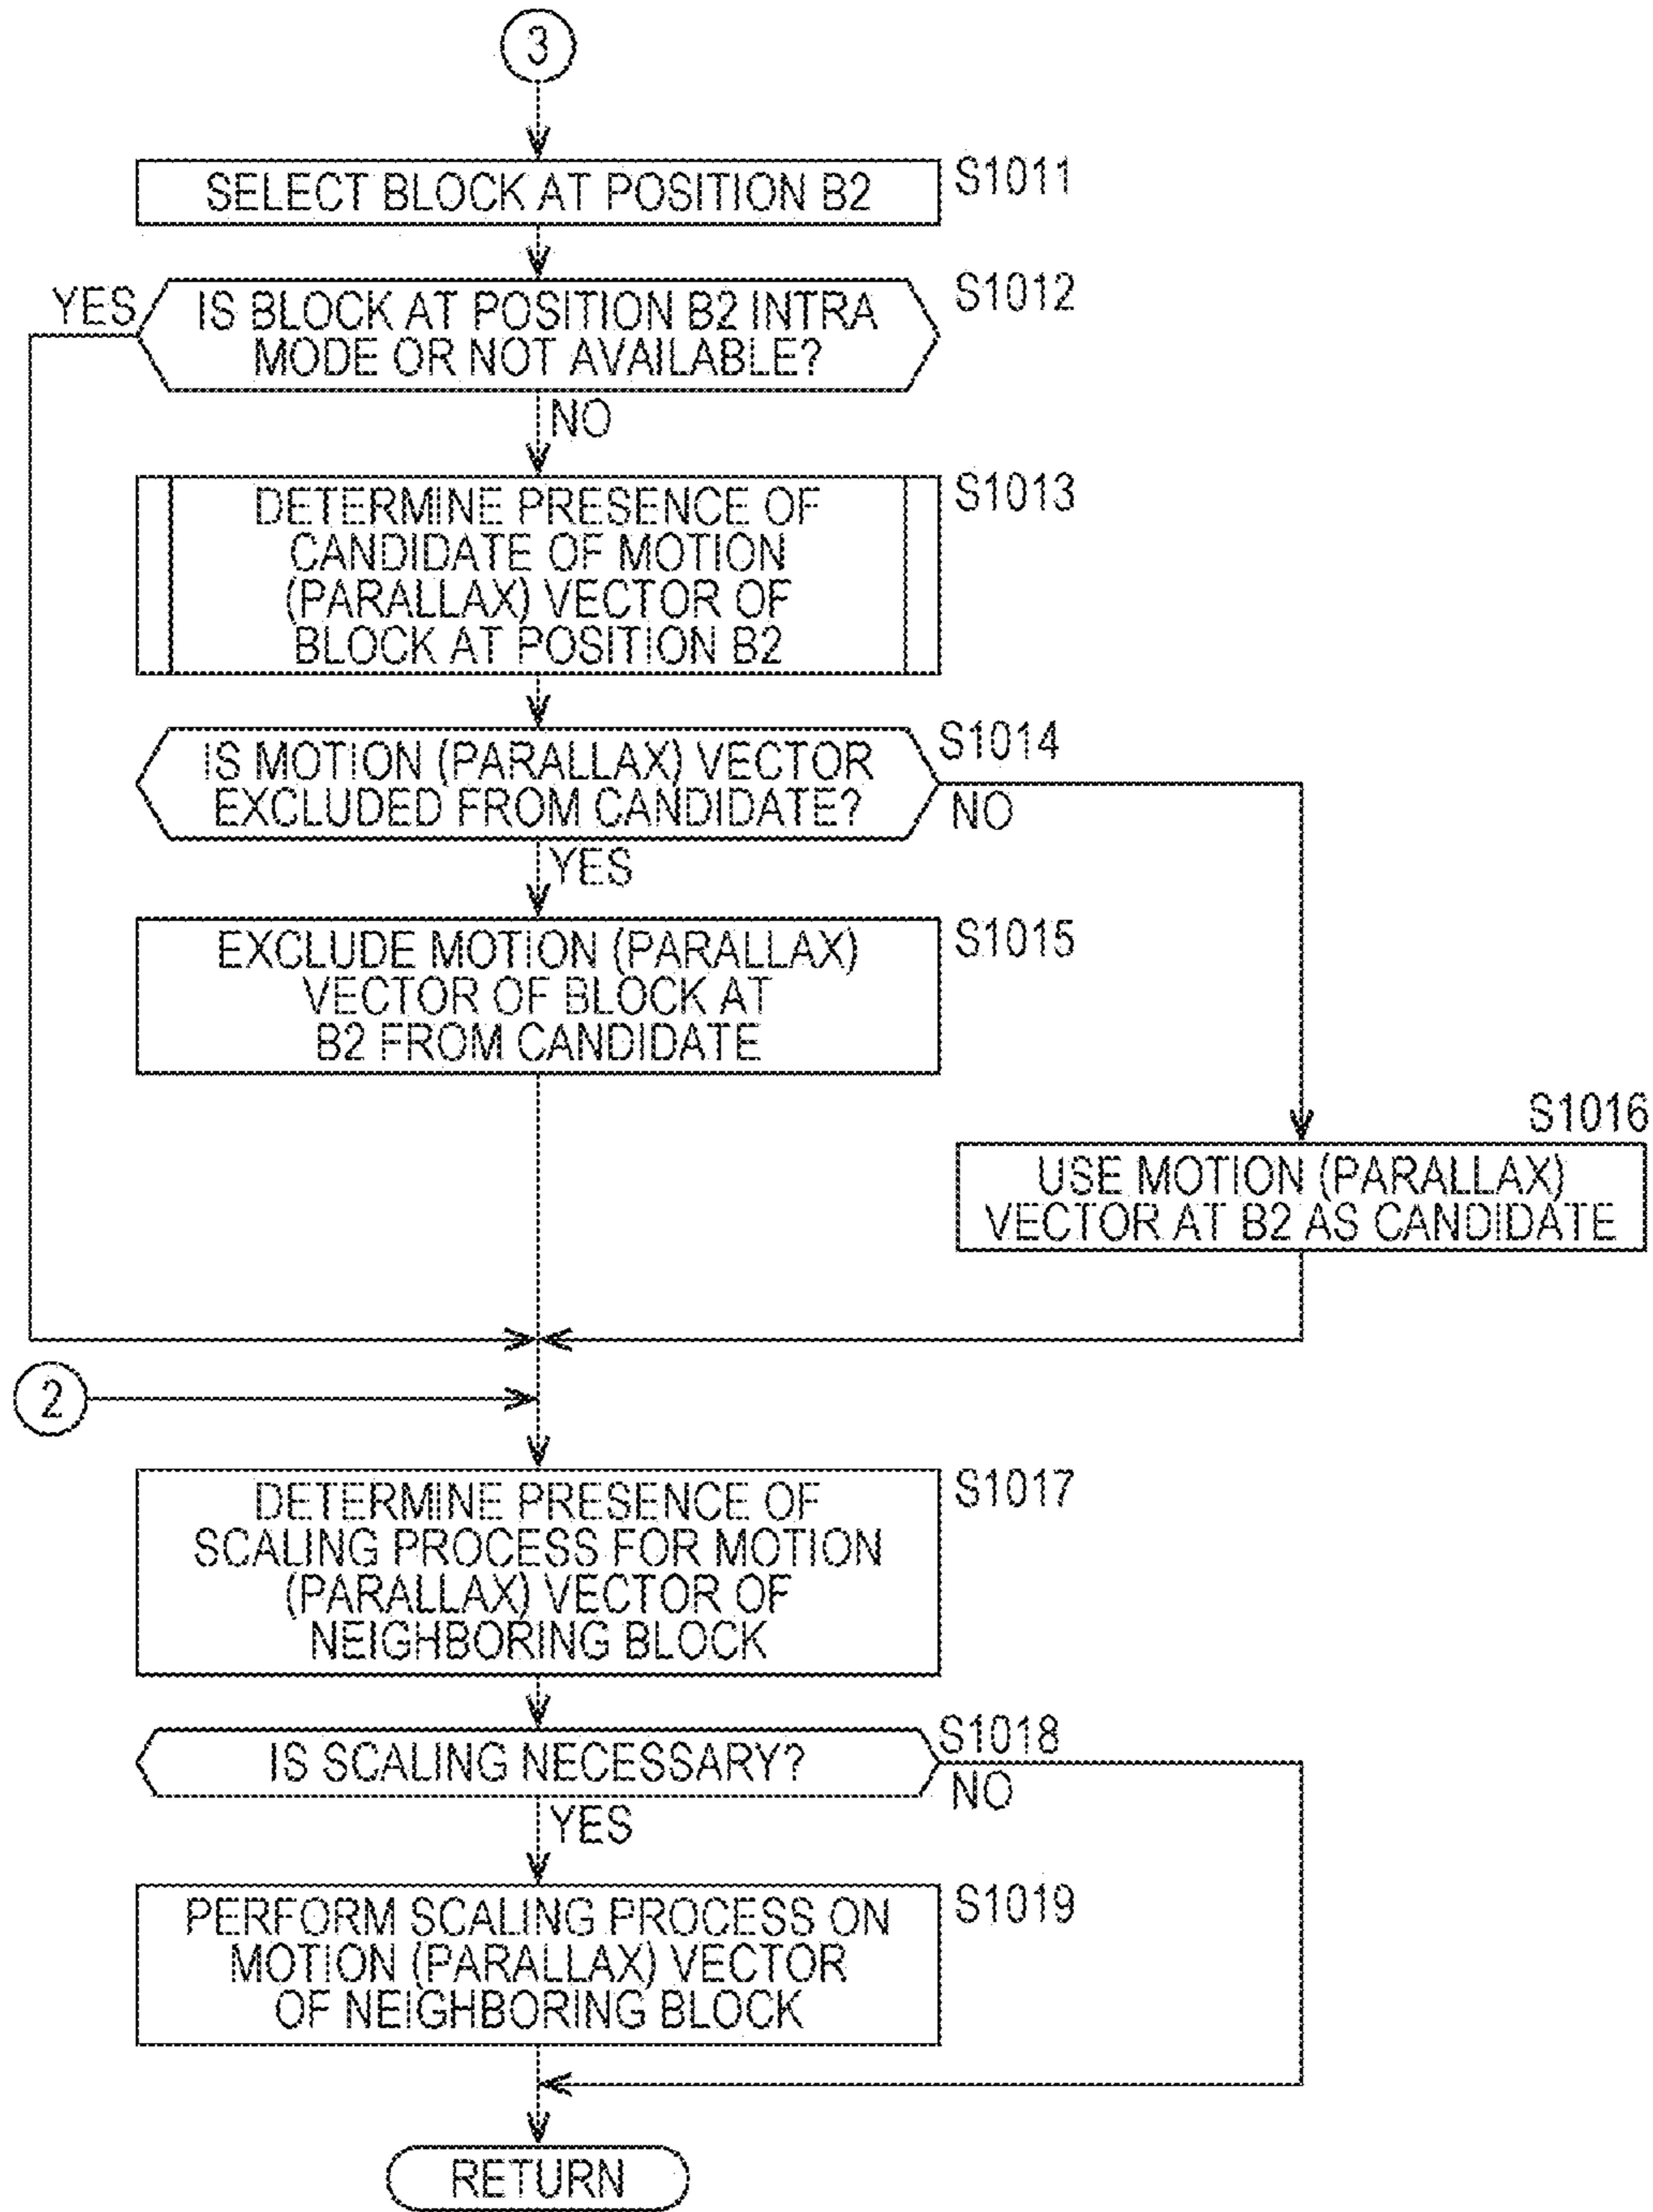 3
SELECT BLOCK AT POSITION B2
S1011
YES
IS BLOCK AT POSITION B2 INTRA
MODE OR NOT AVAILABLE?
S1012
NO
DETERMINE PRESENCE OF
CANDIDATE OF MOTION
(PARALLAX) VECTOR OF
BLOCK AT POSITION B2
S1013
IS MOTION (PARALLAX) VECTOR
EXCLUDED FROM CANDIDATE?
S1014
NO
YES
EXCLUDE MOTION (PARALLAX)
VECTOR OF BLOCK AT
B2 FROM CANDIDATE
S1015
S1016
USE MOTION (PARALLAX)
VECTOR AT B2 AS CANDIDATE
2
DETERMINE PRESENCE OF
SCALING PROCESS FOR MOTION
(PARALLAX) VECTOR OF
NEIGHBORING BLOCK
S1017
IS SCALING NECESSARY?
S1018
NO
YES
PERFORM SCALING PROCESS ON
MOTION (PARALLAX) VECTOR
OF NEIGHBORING BLOCK
S1019
RETURN